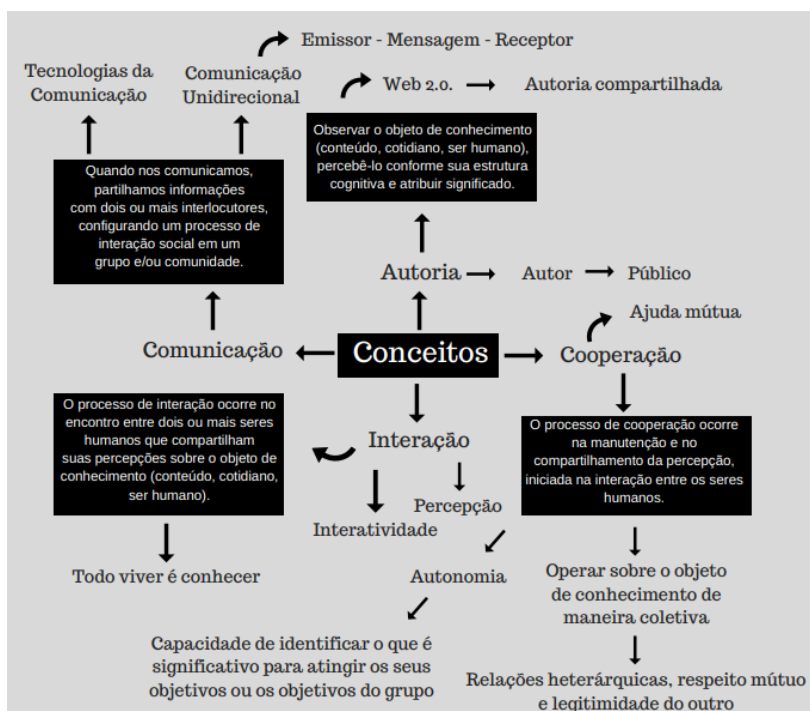 Emissor - Mensagem - Receptor
Tecnologias da
Comunicação
Comunicação
Unidirecional
Web 2.0.
Autoria compartilhada
Quando nos comunicamos,
partilhamos informações
com dois ou mais interlocutores,
configurando um processo de
interação social em um
grupo e/ou comunidade.
Observar o objeto de conhecimento
(conteúdo, cotidiano, ser humano),
percebê-lo conforme sua estrutura
cognitiva e atribuir significado.
Autoria
Autor
Público
Ajuda mútua
Comunicação
Conceitos
Cooperação
O processo de interação ocorre no
encontro entre dois ou mais seres
humanos que compartilham
suas percepções sobre o objeto de
conhecimento (conteúdo, cotidiano,
ser humano).
Interação
O processo de cooperação ocorre
na manutenção e no
compartilhamento da percepção,
iniciada na interação entre os seres
humanos.
Percepção
Interatividade
Todo viver é conhecer
Autonomia
Operar sobre o objeto
de conhecimento de
maneira coletiva
Capacidade de identificar o que é
significativo para atingir os seus
objetivos ou os objetivos do grupo
Relações heterárquicas, respeito mútuo
e legitimidade do outro